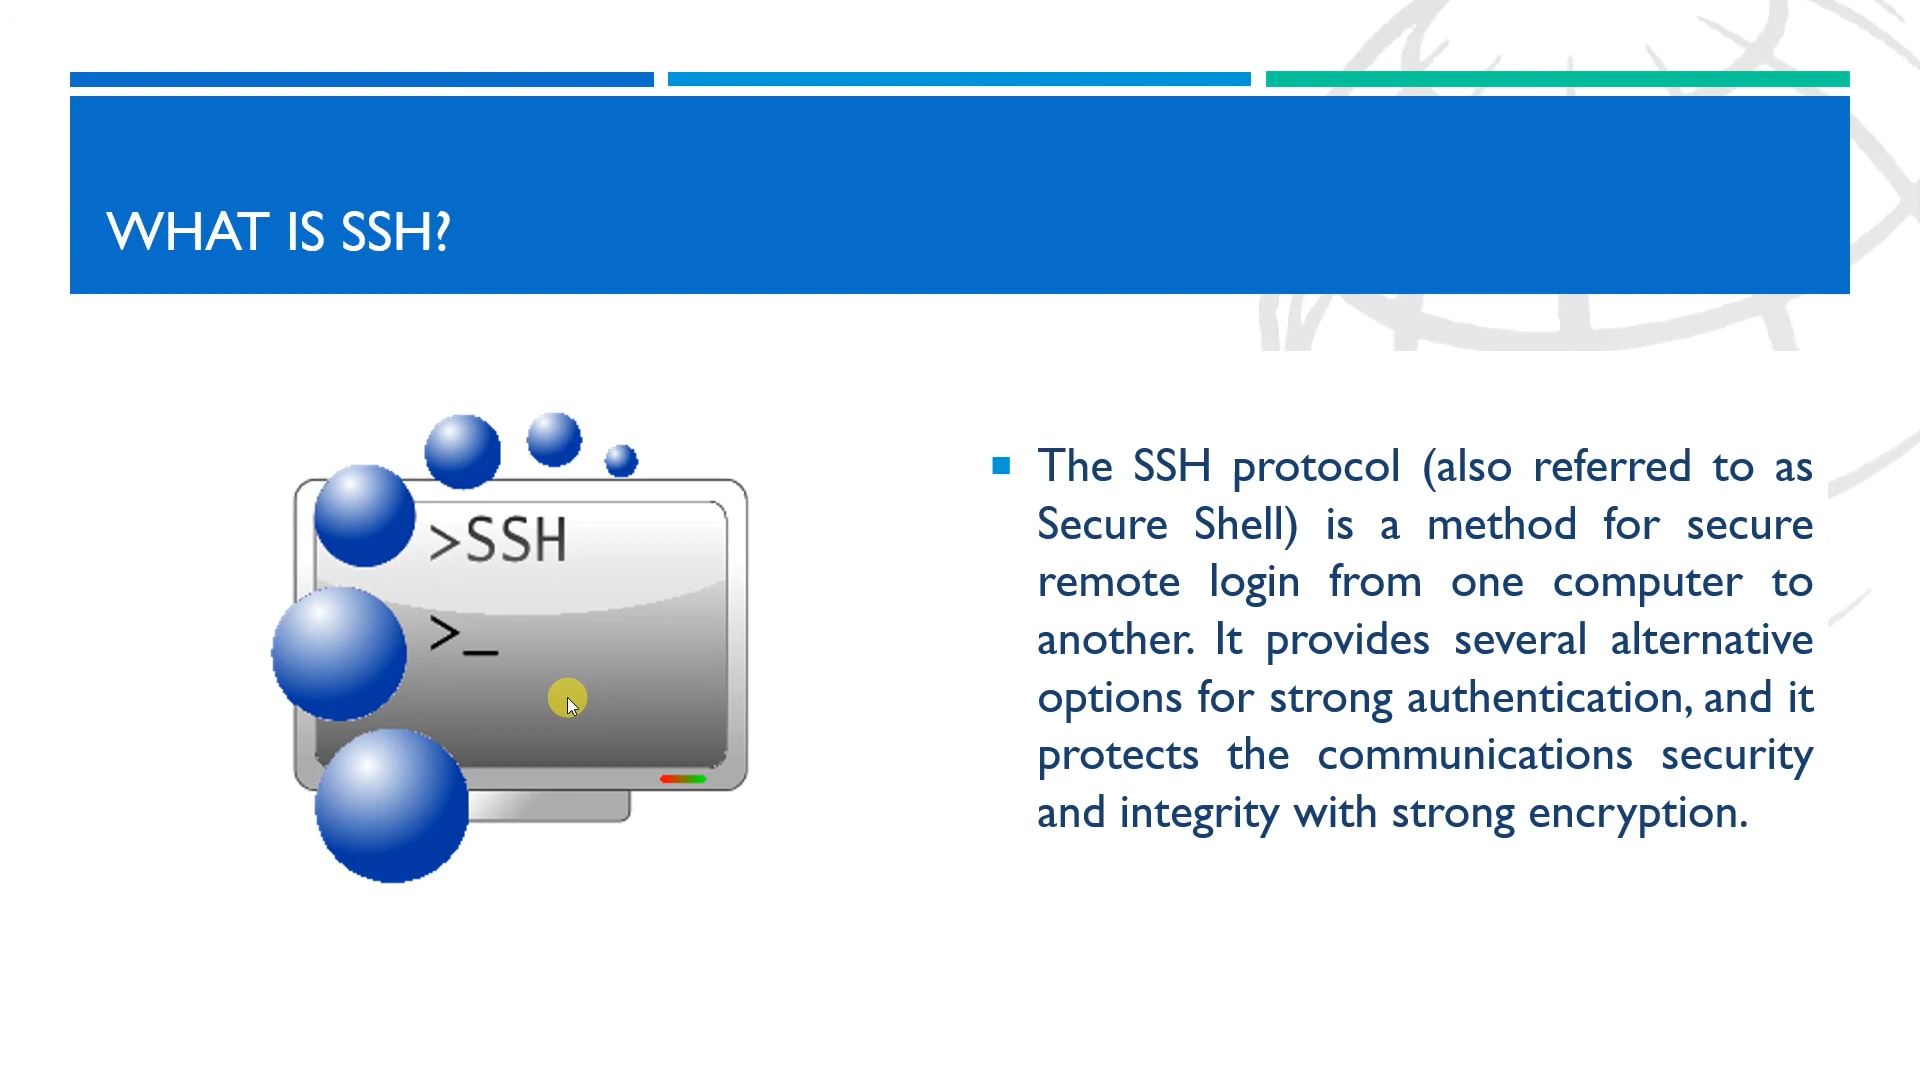 WHAT IS SSH?
>SSH
>_
The SSH protocol (also referred to as
Secure Shell) is a method for secure
remote login from one computer to
another. It provides several alternative
options for strong authentication, and it
protects the communications security
and integrity with strong encryption.